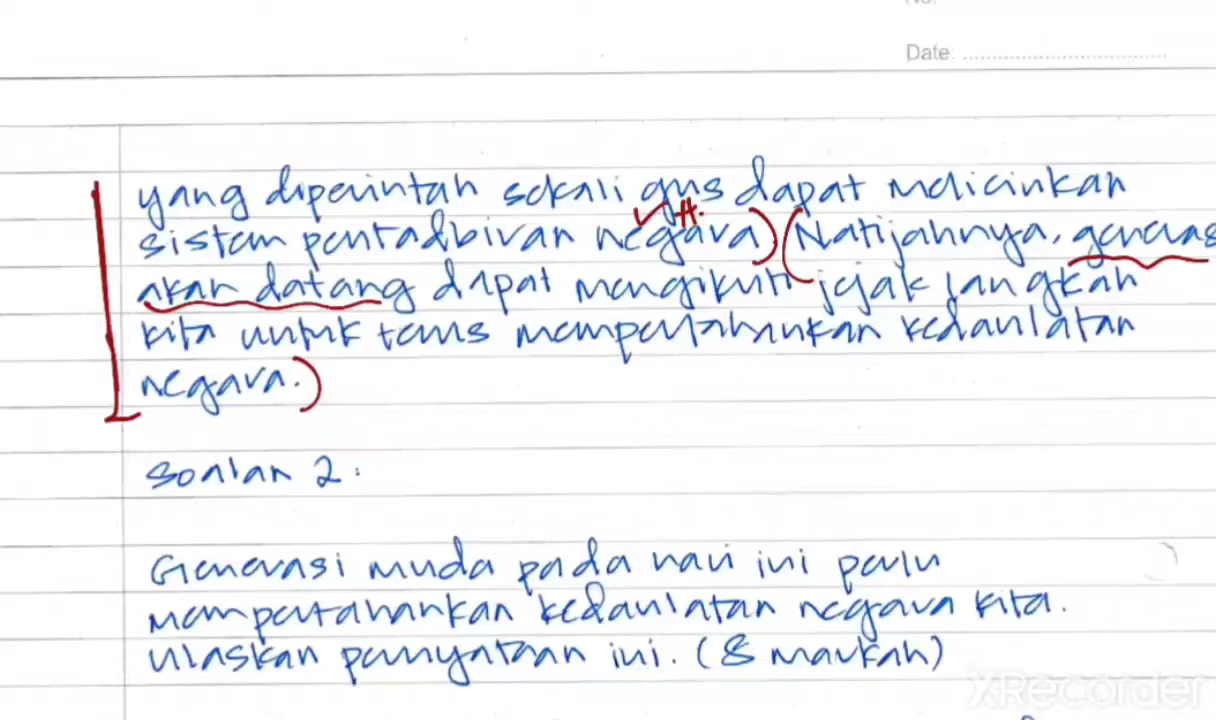 No:
Date:
yang diperintah sekali gus dapat melicinkan
H.
sistem pentadbiran negara) (Natijahnya, generas
akan datang dapat mengikuti jejak langkah
kita untuk terus mempertahankan kedaulatan
negara.)
Soalan 2:
Generasi muda pada hari ini perlu
mempertahankan kedaulatan negara kita.
Ulaskan pernyataan ini. (8 markah)
XRecorder